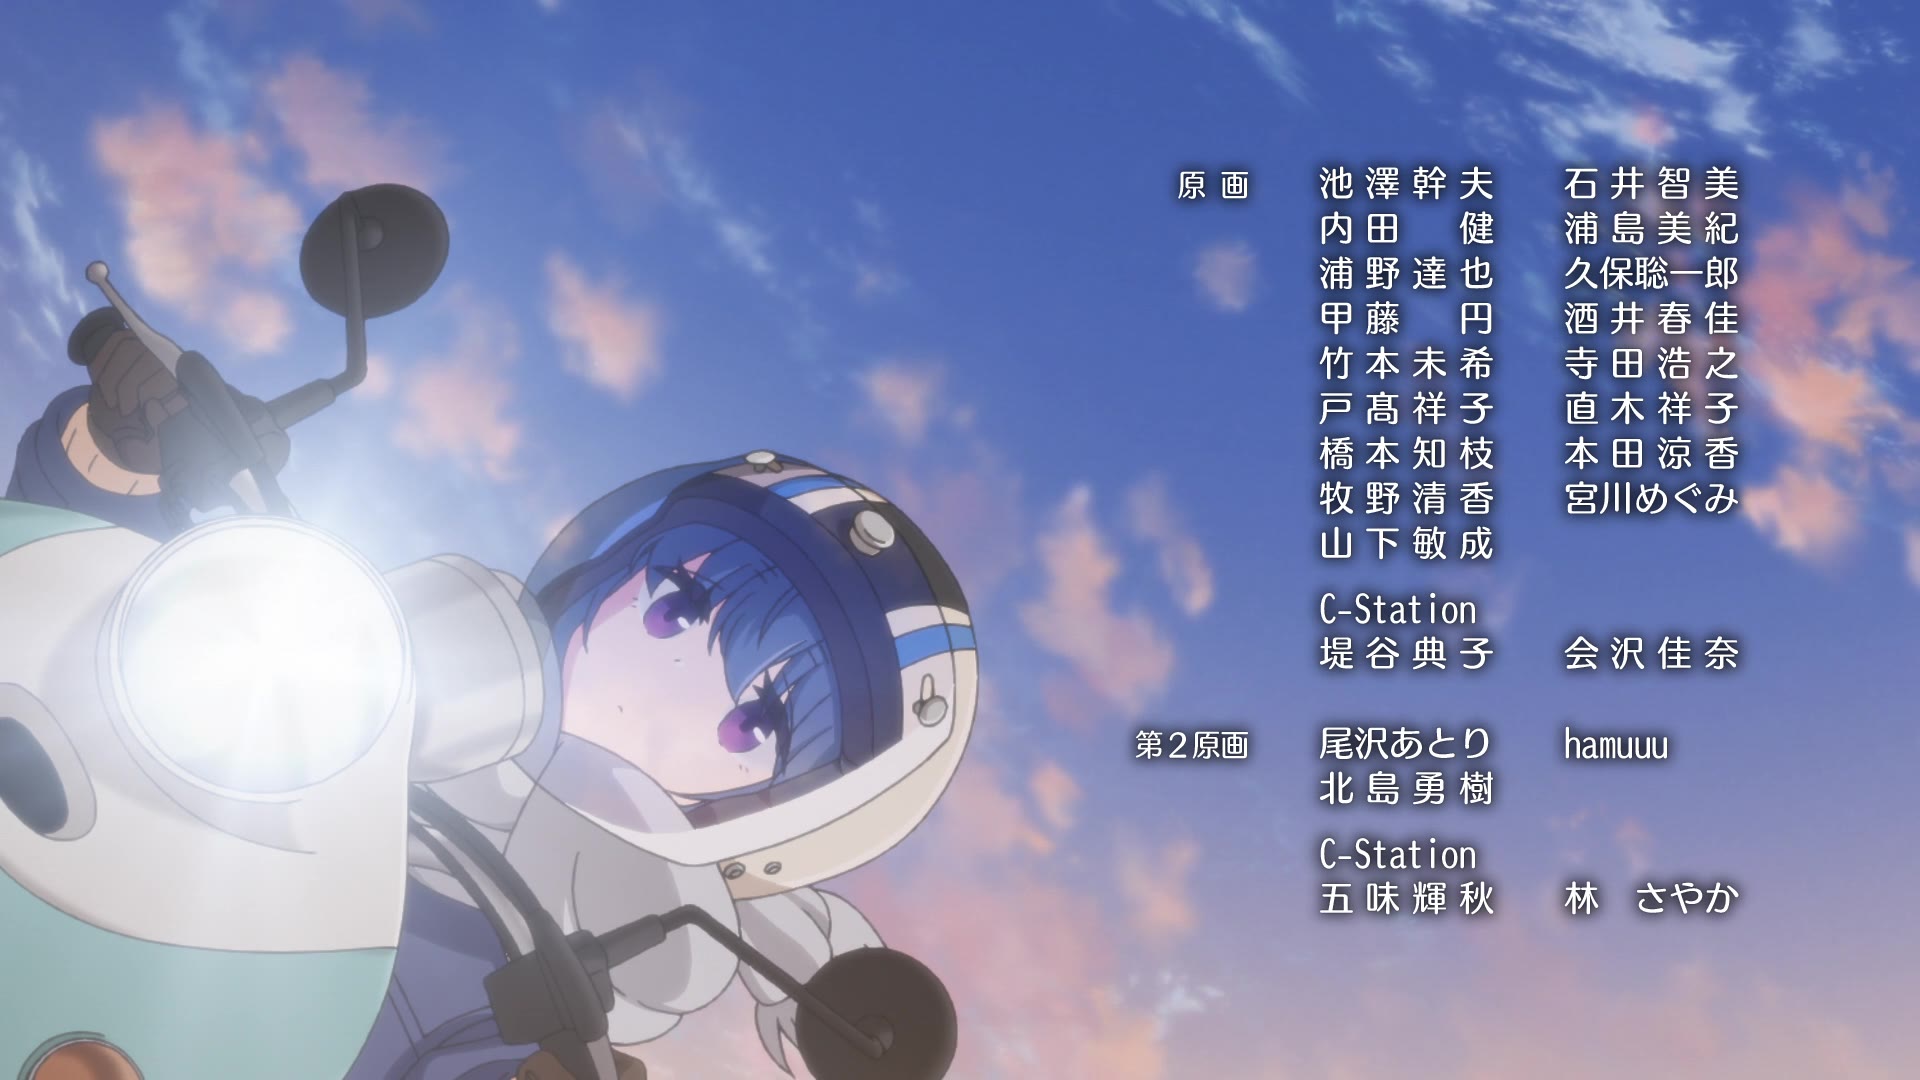 原画 池澤幹夫 石井智美
内田 健 浦島美紀
浦野達也 久保聡一郎
甲藤 円 酒井春佳
竹本未希 寺田浩之
戸髙祥子 直木祥子
橋本知枝 本田涼香
牧野清香 宮川めぐみ
山下敏成
C-Station
堤谷典子 会沢佳奈
第2原画 尾沢あとり hamuuu
北島勇樹
C-Station
五味輝秋 林 さやか